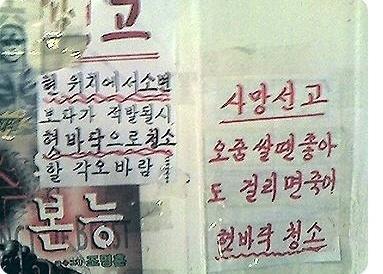 고
현 위치에서소변
보다가 적발될시
혓바닥으로청소
할 각오바람!
본능
사망선고
오줌 쌀땐좋아
도 걸리면죽어
혓바닥 청소